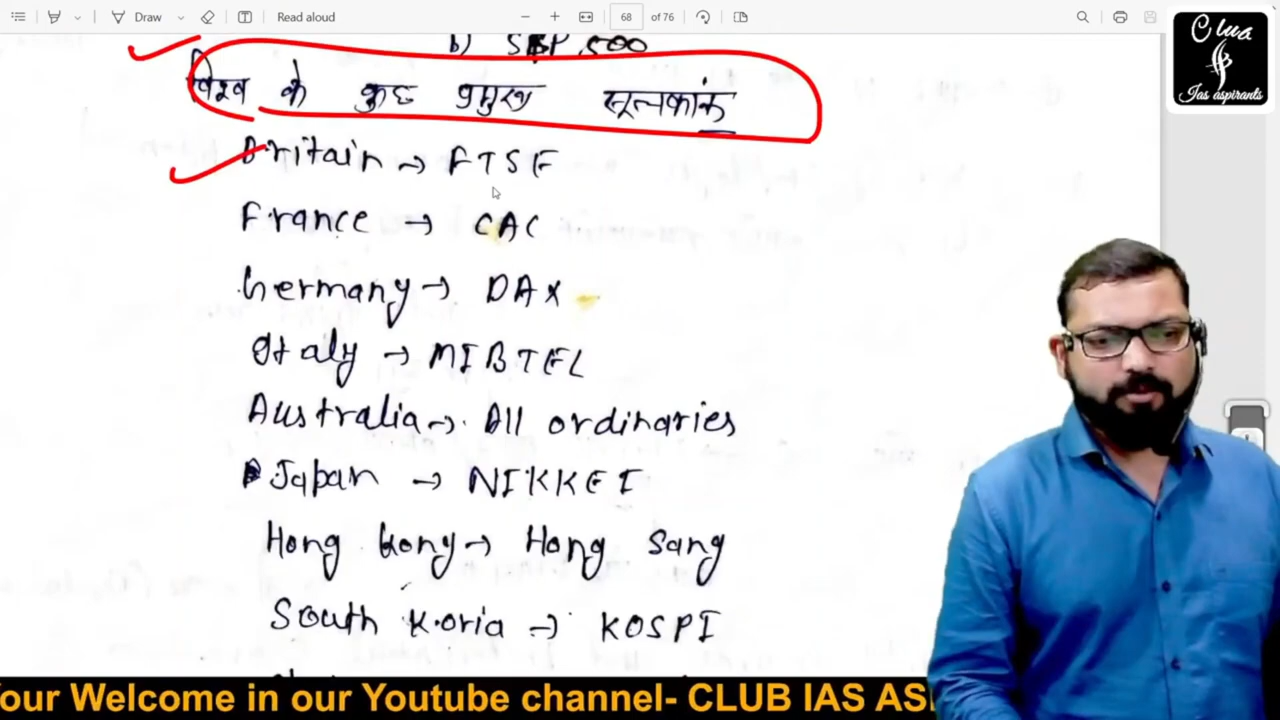 Draw
Read aloud
68 of 76
Club
Ias aspirants
b) S&P 500
विश्व के कुछ प्रमुख सूचकांक
Britain → FTSE
France → CAC
Germany → DAX
Italy → MIBTEL
Australia → All ordinaries
Japan → NIKKEI
Hong Kong → Hong Sang
South Koria → KOSPI
our Welcome in our Youtube channel- CLUB IAS AS